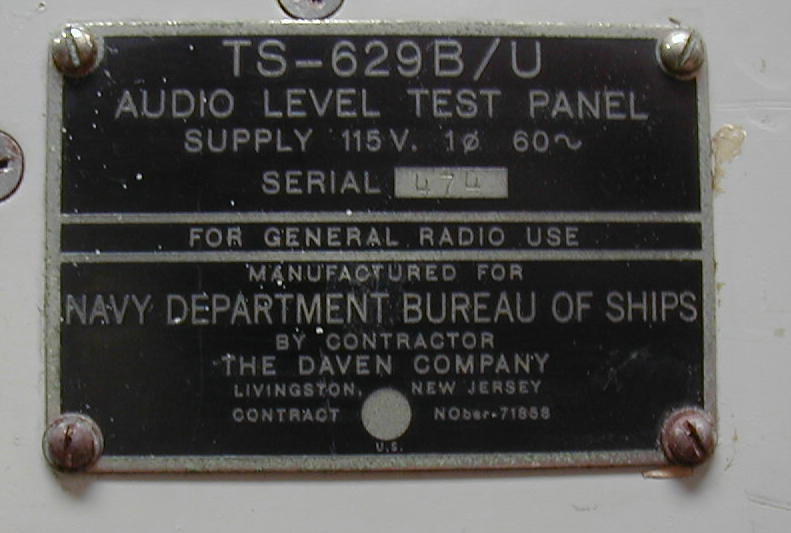 TS-629B/U
AUDIO LEVEL TEST PANEL
SUPPLY 115V. 1ø 60~
SERIAL 474
FOR GENERAL RADIO USE
MANUFACTURED FOR
NAVY DEPARTMENT BUREAU OF SHIPS
BY CONTRACTOR
THE DAVEN COMPANY
LIVINGSTON, NEW JERSEY
CONTRACT NObsr-71858
U.S.